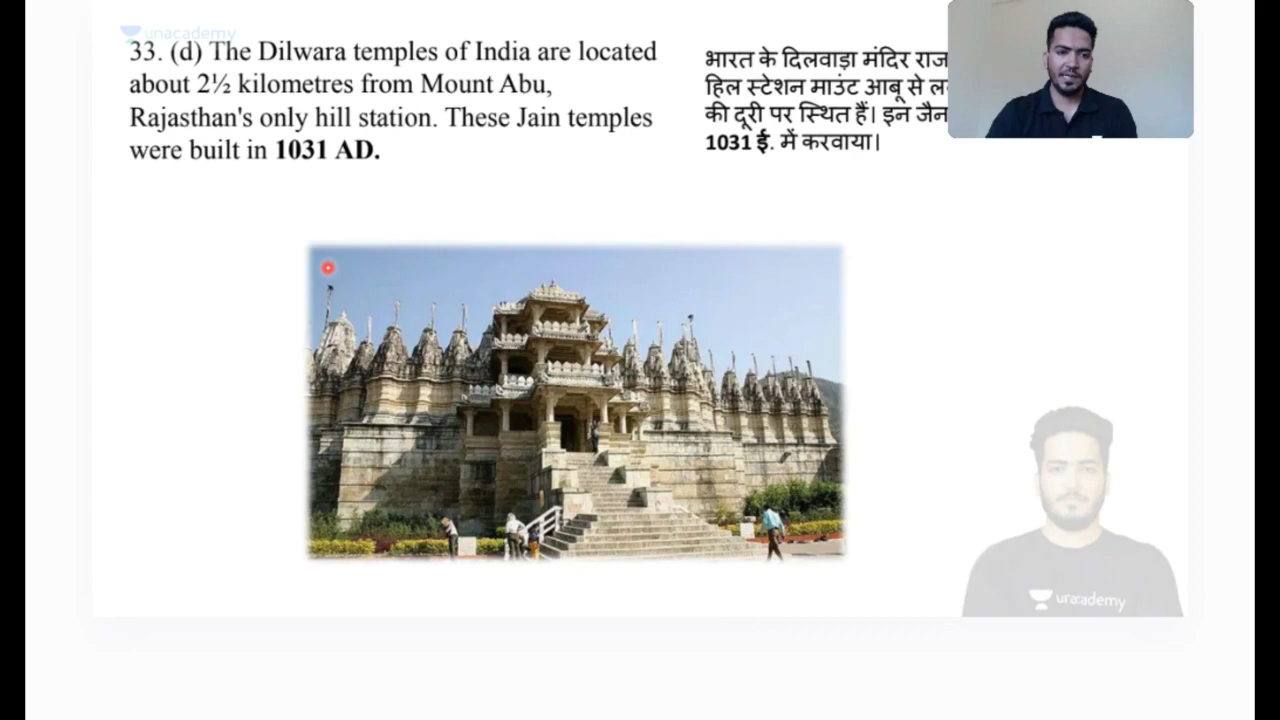 unacademy
33. (d) The Dilwara temples of India are located
about 2½ kilometres from Mount Abu,
Rajasthan's only hill station. These Jain temples
were built in 1031 AD.
भारत के दिलवाड़ा मंदिर
हिल स्टेशन माउंट आबू से
की दूरी पर स्थित हैं। इन जैन
1031 ई. में करवाया।
unacademy